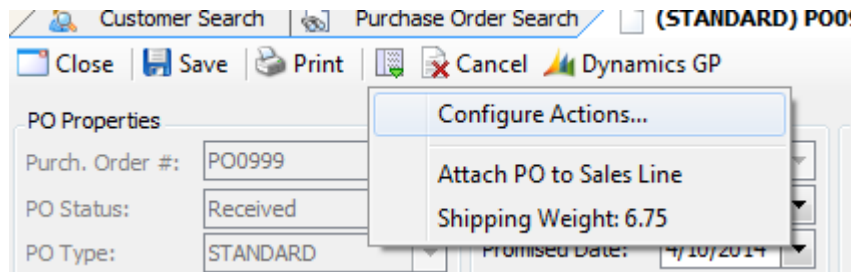 Customer Search Purchase Order Search (STANDARD) PO09
Close Save Print Cancel Dynamics GP
Configure Actions...
PO Properties
Purch. Order #: PO0999
Attach PO to Sales Line
PO Status: Received
Shipping Weight: 6.75
PO Type: STANDARD Promised Date: 4/10/2014